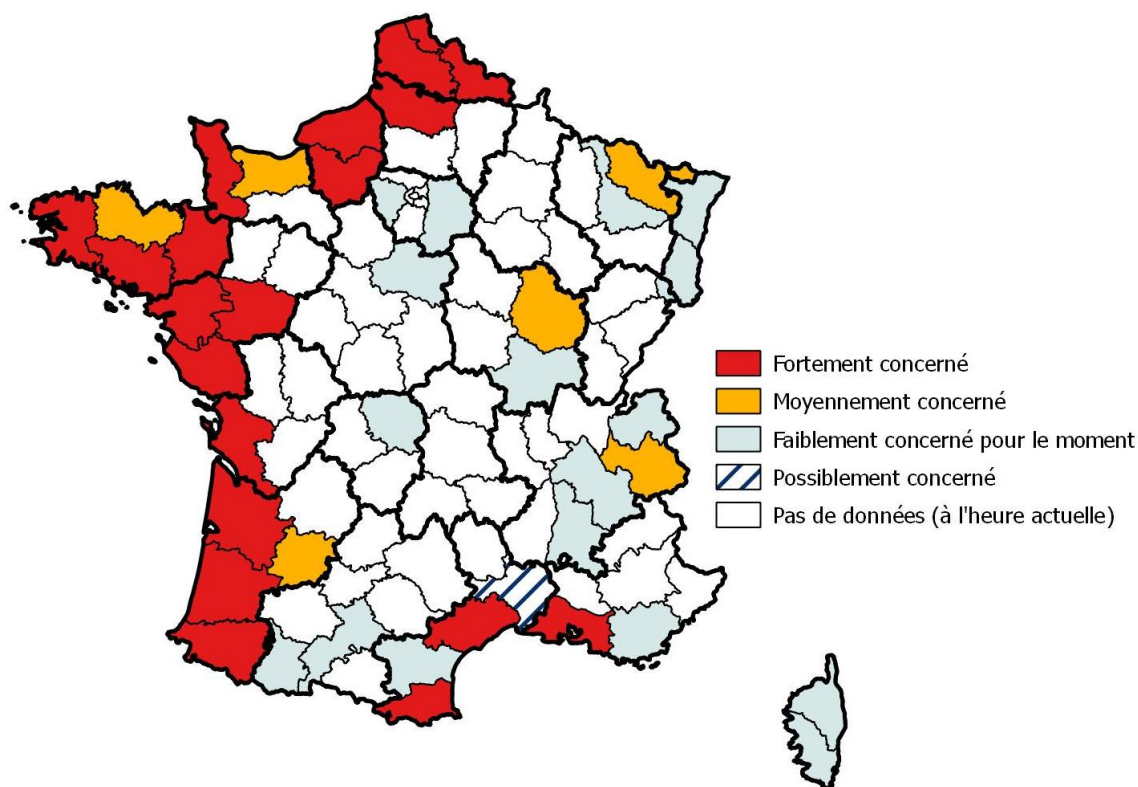 Fortement concerné
Moyennement concerné
Faiblement concerné pour le moment
Possiblement concerné
Pas de données (à l'heure actuelle)